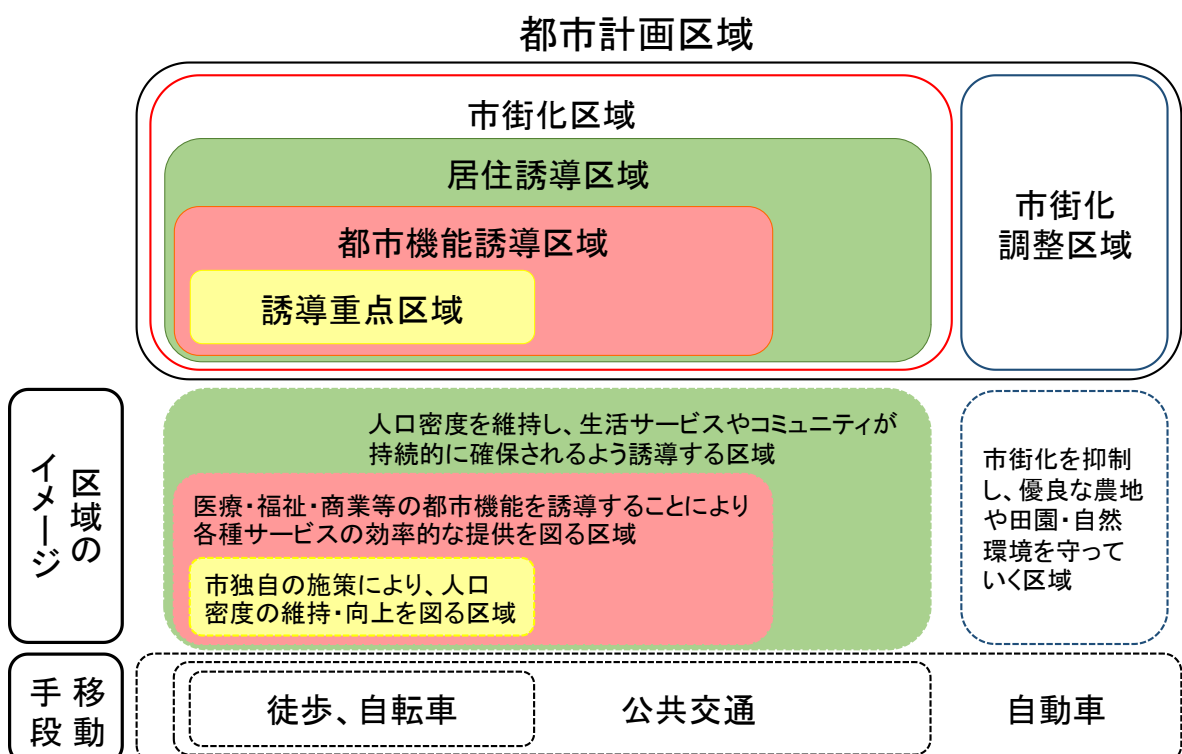 都市計画区域
市街化区域
居住誘導区域
都市機能誘導区域
誘導重点区域
市街化
調整区域
区域の
イメージ
人口密度を維持し、生活サービスやコミュニティが
持続的に確保されるよう誘導する区域
医療・福祉・商業等の都市機能を誘導することにより
各種サービスの効率的な提供を図る区域
市独自の施策により、人口
密度の維持・向上を図る区域
市街化を抑制
し、優良な農地
や田園・自然
環境を守って
いく区域
移動
手段
徒歩、自転車
公共交通
自動車